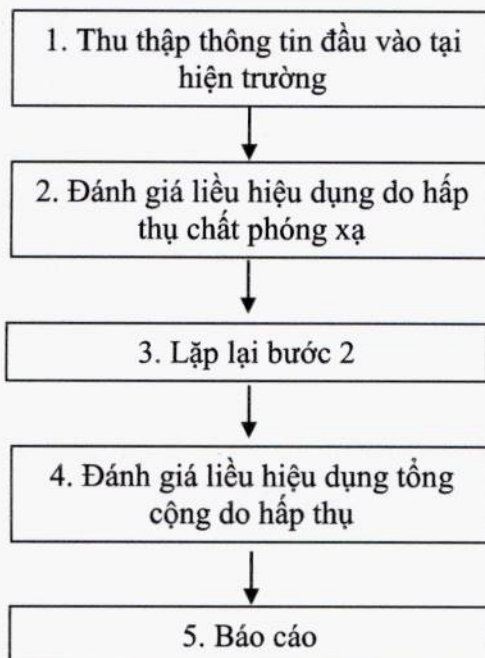 1. Thu thập thông tin đầu vào tại
hiện trường
2. Đánh giá liều hiệu dụng do hấp
thụ chất phóng xạ
3. Lặp lại bước 2
4. Đánh giá liều hiệu dụng tổng
cộng do hấp thụ
5. Báo cáo